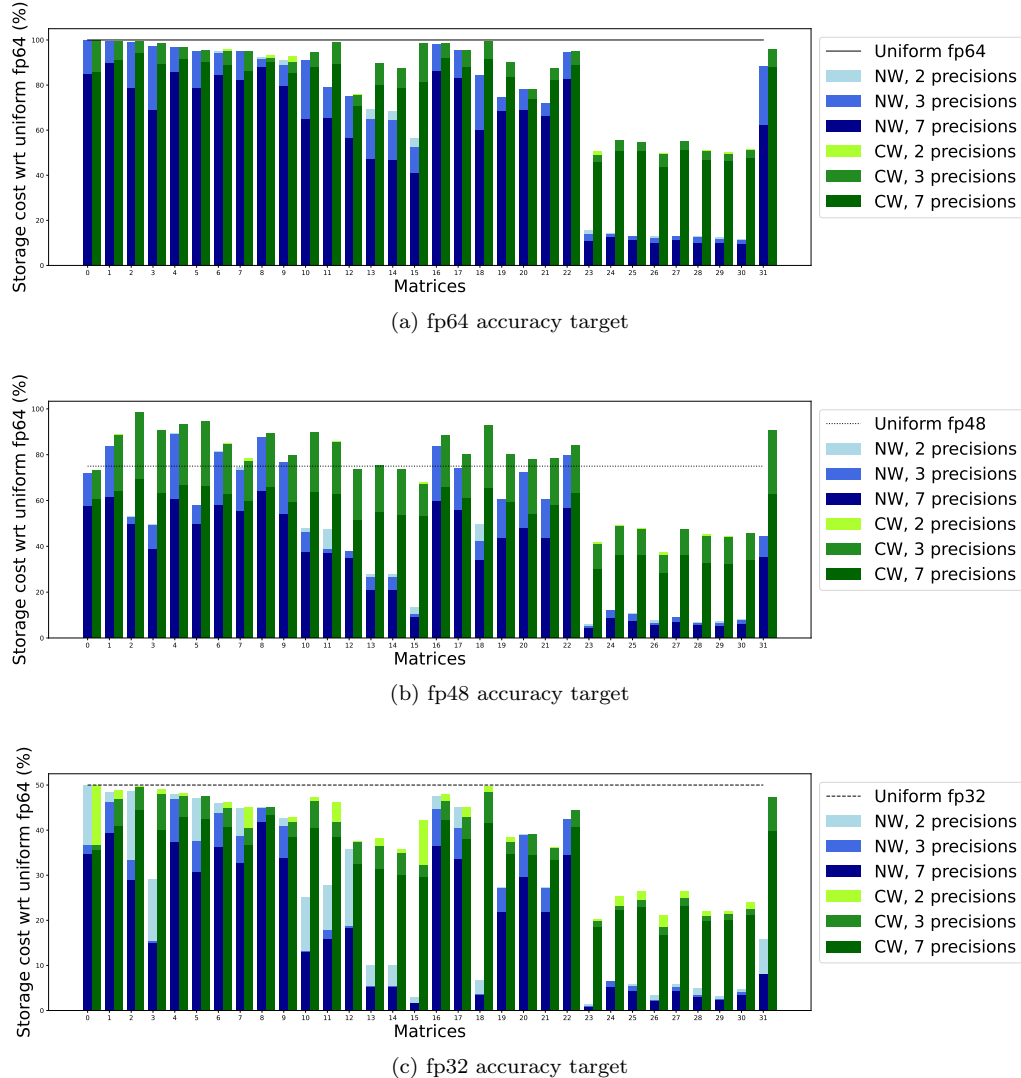 Storage cost wrt uniform fp64 (%)
100
80
60
40
20
0
0 1 2 3 4 5 6 7 8 9 10 11 12 13 14 15 16 17 18 19 20 21 22 23 24 25 26 27 28 29 30 31
Matrices
Uniform fp64
NW, 2 precisions
NW, 3 precisions
NW, 7 precisions
CW, 2 precisions
CW, 3 precisions
CW, 7 precisions
(a) fp64 accuracy target
Storage cost wrt uniform fp64 (%)
100
80
60
40
20
0
0 1 2 3 4 5 6 7 8 9 10 11 12 13 14 15 16 17 18 19 20 21 22 23 24 25 26 27 28 29 30 31
Matrices
Uniform fp48
NW, 2 precisions
NW, 3 precisions
NW, 7 precisions
CW, 2 precisions
CW, 3 precisions
CW, 7 precisions
(b) fp48 accuracy target
Storage cost wrt uniform fp64 (%)
50
40
30
20
10
0
0 1 2 3 4 5 6 7 8 9 10 11 12 13 14 15 16 17 18 19 20 21 22 23 24 25 26 27 28 29 30 31
Matrices
Uniform fp32
NW, 2 precisions
NW, 3 precisions
NW, 7 precisions
CW, 2 precisions
CW, 3 precisions
CW, 7 precisions
(c) fp32 accuracy target